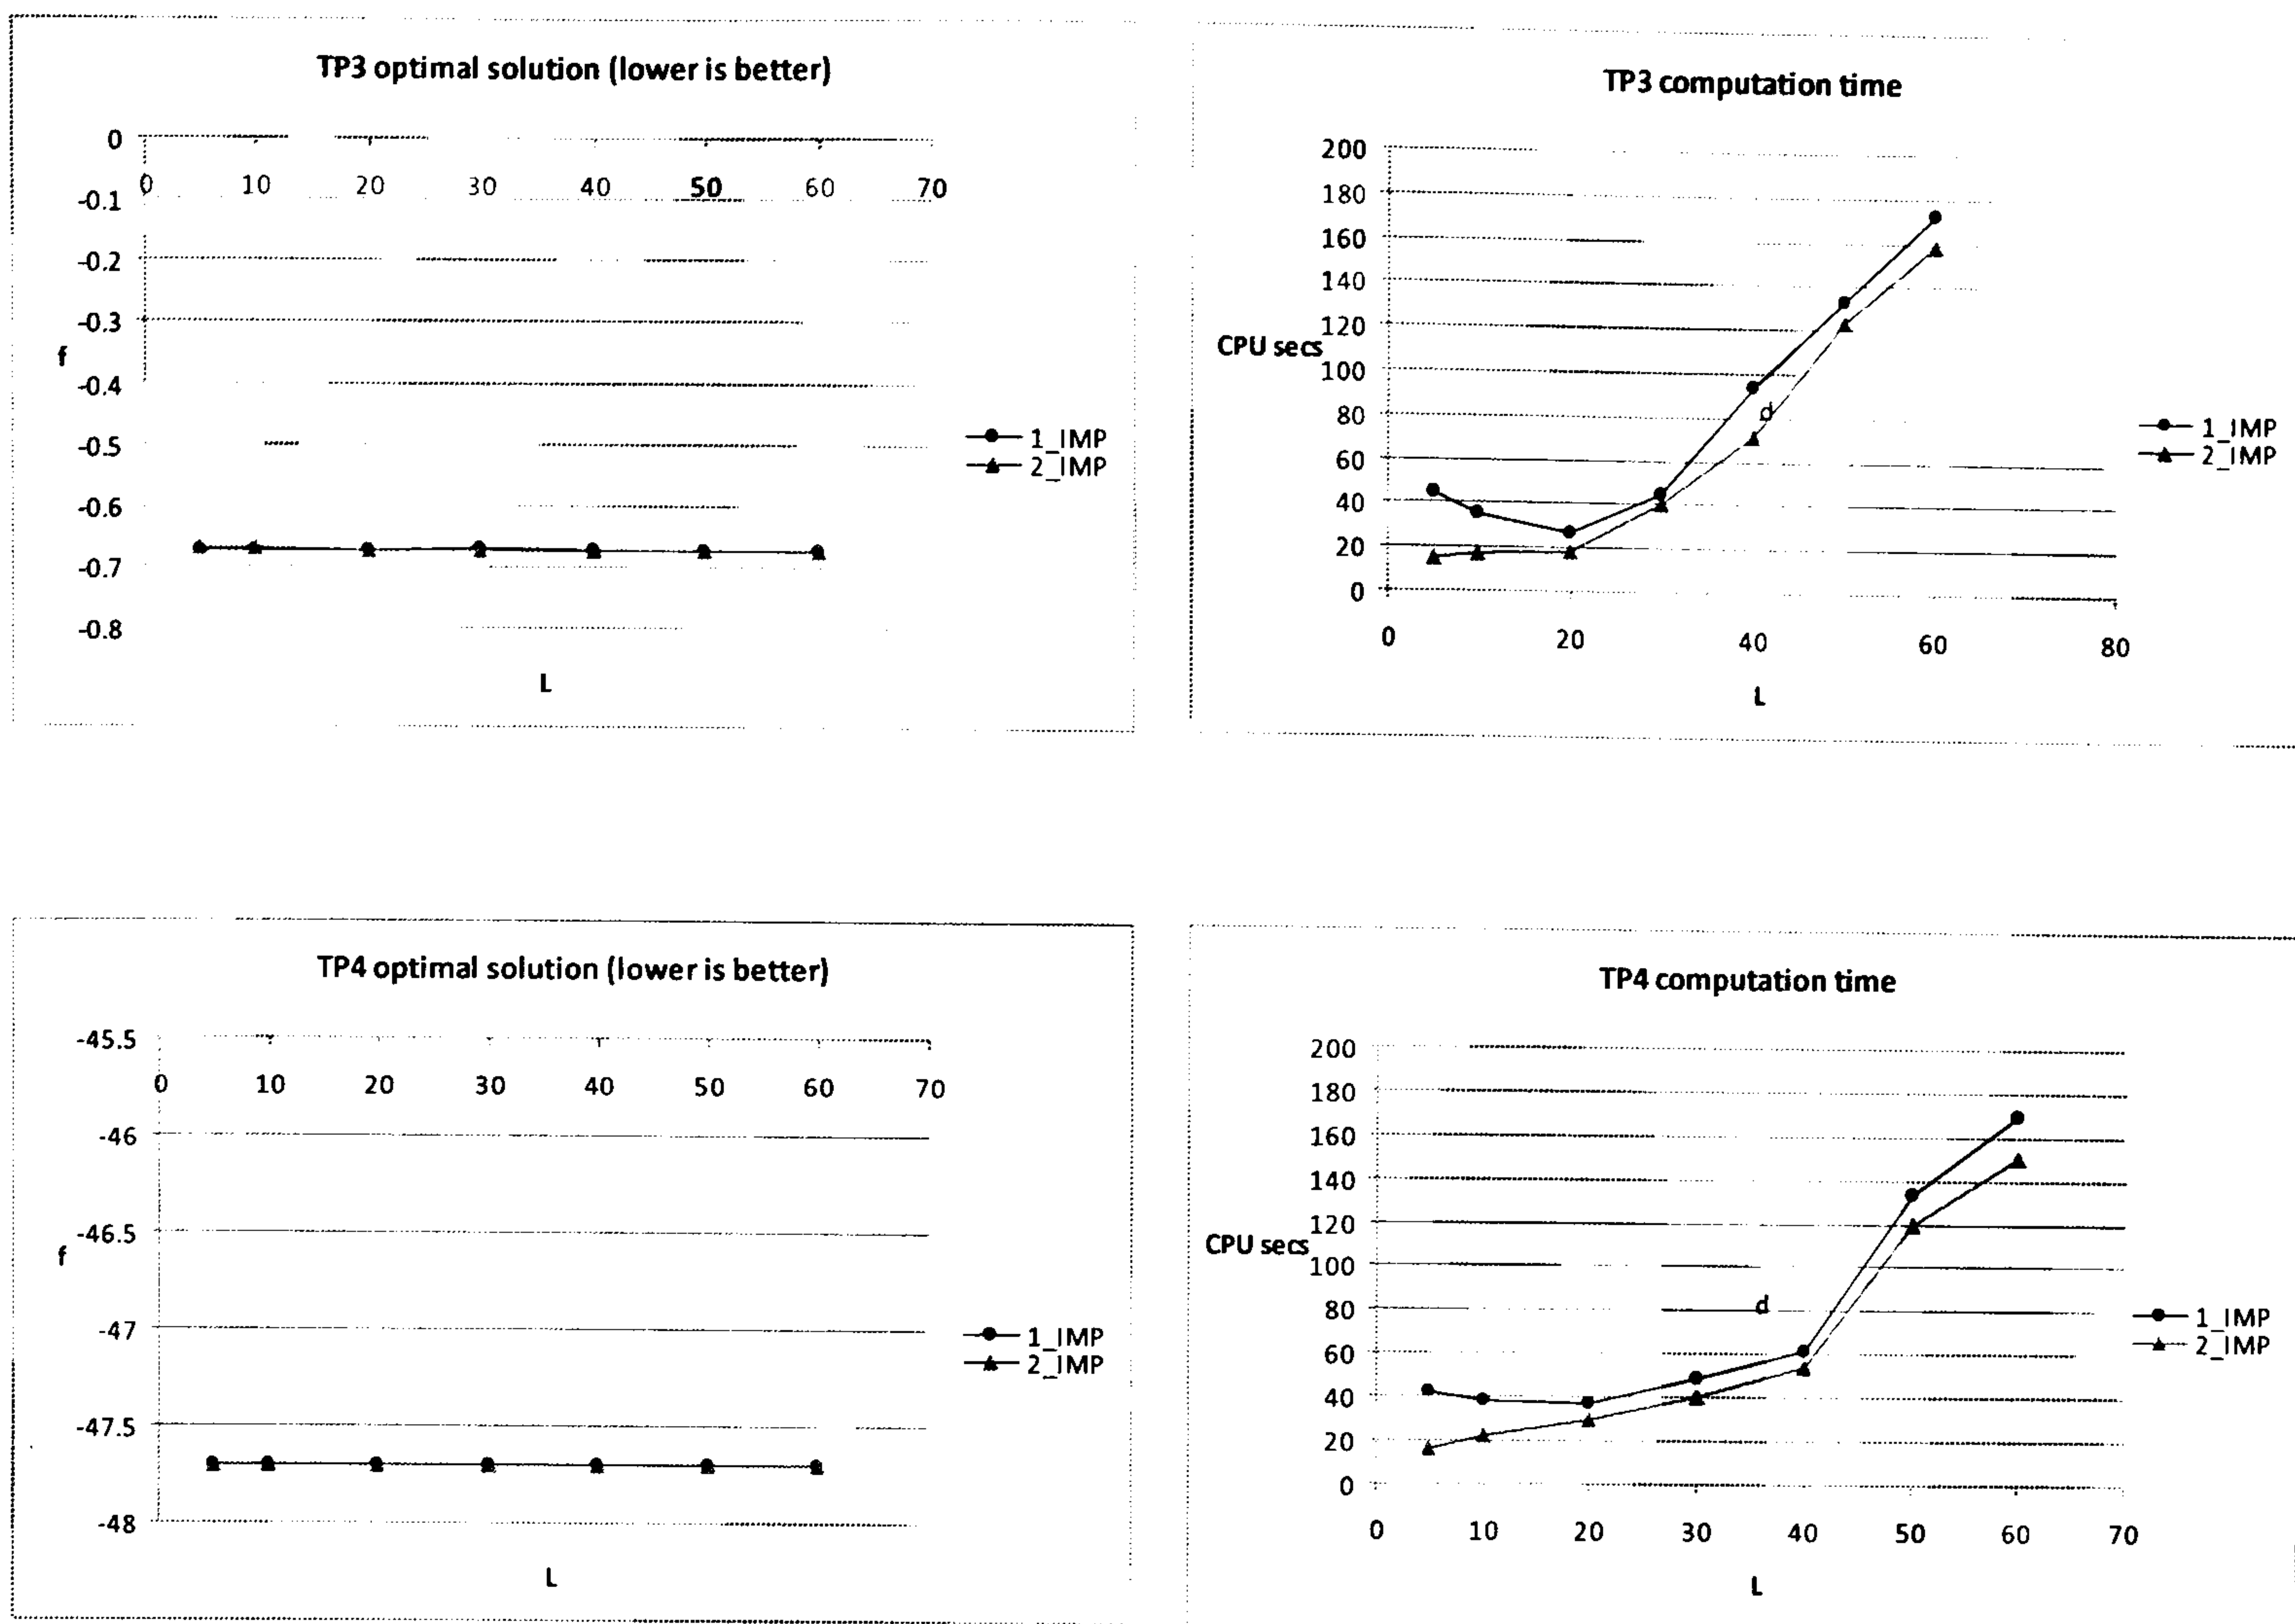 TP3 optimal solution (lower is better)
0
0 10 20 30 40 50 60 70
-0.1
-0.2
-0.3
f
-0.4
-0.5
-0.6
-0.7
-0.8
L
1_IMP
2_IMP
TP3 computation time
200
180
160
140
120
CPU secs
100
80
60
40
20
0
d
0 20 40 60 80
L
1_IMP
2_IMP
TP4 optimal solution (lower is better)
-45.5
0 10 20 30 40 50 60 70
-46
-46.5
f
-47
-47.5
-48
L
1_IMP
2_IMP
TP4 computation time
200
180
160
140
120
CPU secs
100
80
60
40
20
0
d
0 10 20 30 40 50 60 70
L
1_IMP
2_IMP